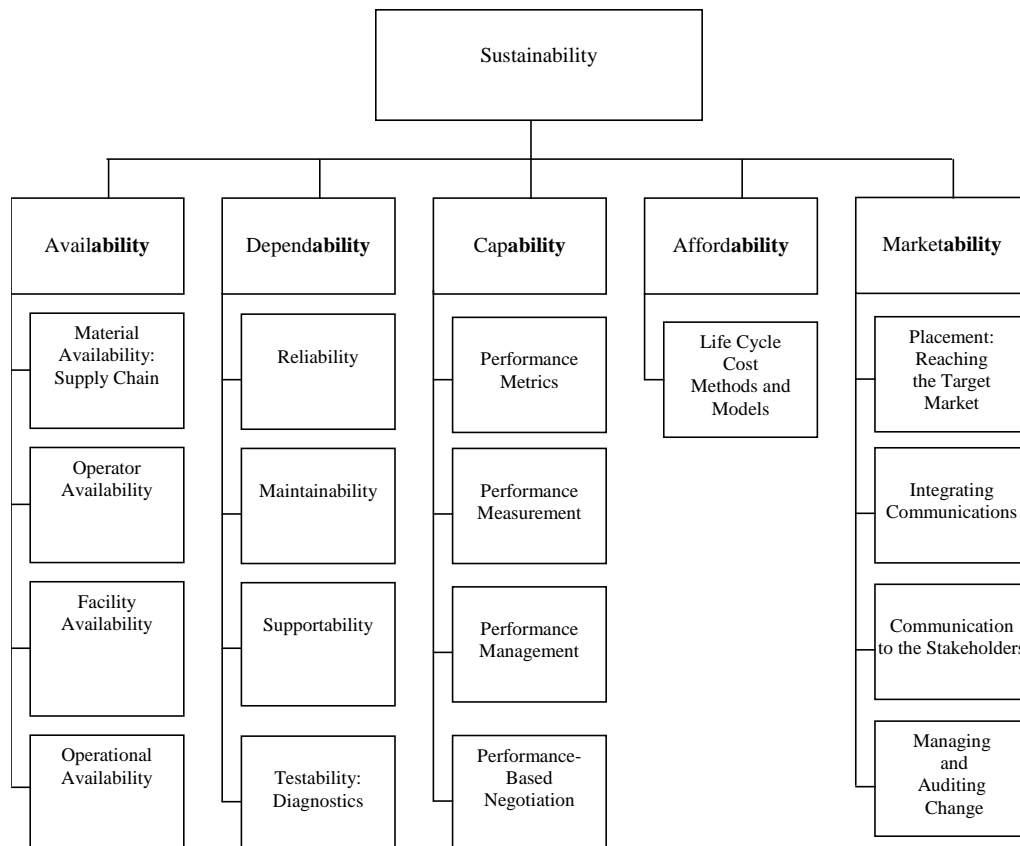 Sustainability
Availability
Dependability
Capability
Affordability
Marketability
Material
Availability:
Supply Chain
Operator
Availability
Facility
Availability
Operational
Availability
Reliability
Maintainability
Supportability
Testability:
Diagnostics
Performance
Metrics
Performance
Measurement
Performance
Management
Performance-
Based
Negotiation
Life Cycle
Cost
Methods and
Models
Placement:
Reaching
the Target
Market
Integrating
Communications
Communication
to the Stakeholders
Managing
and
Auditing
Change